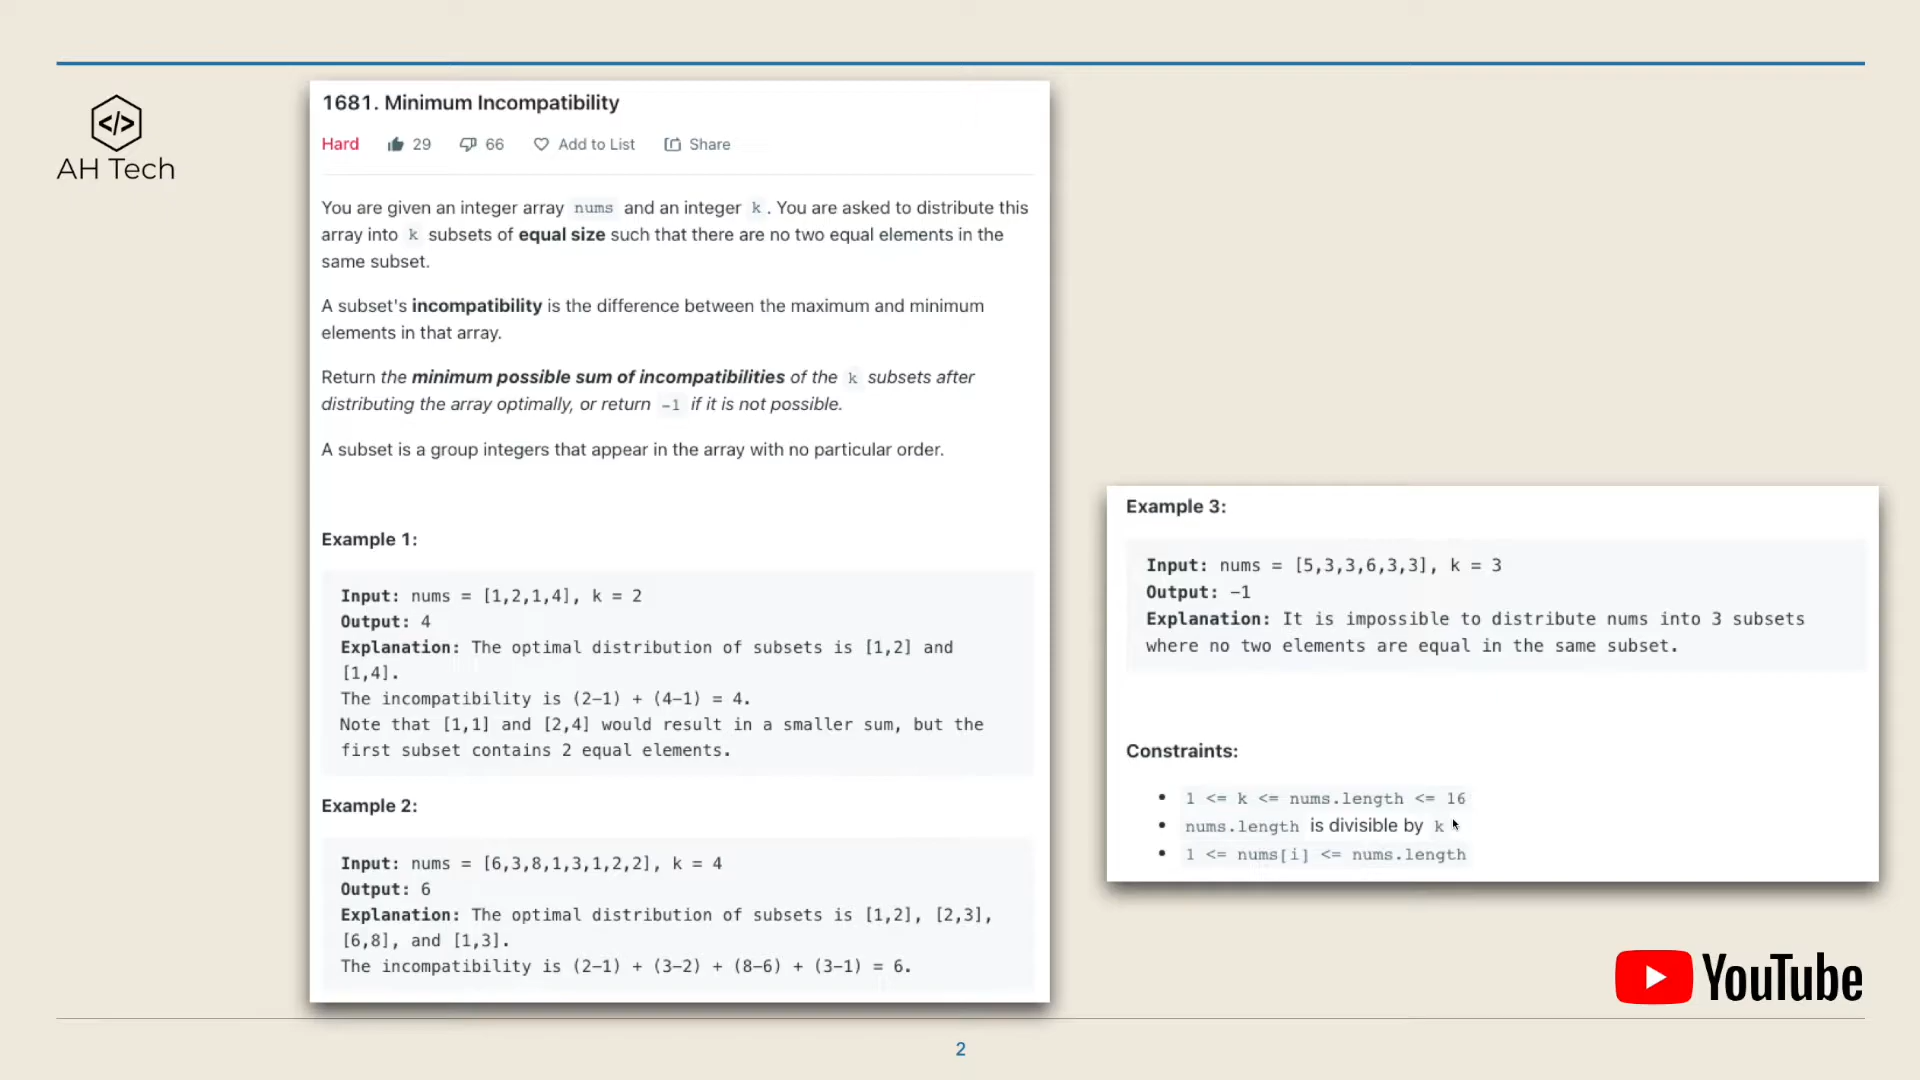 </>
AH Tech
1681. Minimum Incompatibility
Hard 29 66 Add to List Share
You are given an integer array nums and an integer k. You are asked to distribute this
array into k subsets of equal size such that there are no two equal elements in the
same subset.
A subset's incompatibility is the difference between the maximum and minimum
elements in that array.
Return the minimum possible sum of incompatibilities of the k subsets after
distributing the array optimally, or return -1 if it is not possible.
A subset is a group integers that appear in the array with no particular order.
Example 1:
Input: nums = [1,2,1,4], k = 2
Output: 4
Explanation: The optimal distribution of subsets is [1,2] and
[1,4].
The incompatibility is (2-1) + (4-1) = 4.
Note that [1,1] and [2,4] would result in a smaller sum, but the
first subset contains 2 equal elements.
Example 2:
Input: nums = [6,3,8,1,3,1,2,2], k = 4
Output: 6
Explanation: The optimal distribution of subsets is [1,2], [2,3],
[6,8], and [1,3].
The incompatibility is (2-1) + (3-2) + (8-6) + (3-1) = 6.
Example 3:
Input: nums = [5,3,3,6,3,3], k = 3
Output: -1
Explanation: It is impossible to distribute nums into 3 subsets
where no two elements are equal in the same subset.
Constraints:
• 1 <= k <= nums.length <= 16
• nums.length is divisible by k
• 1 <= nums[i] <= nums.length
YouTube
2